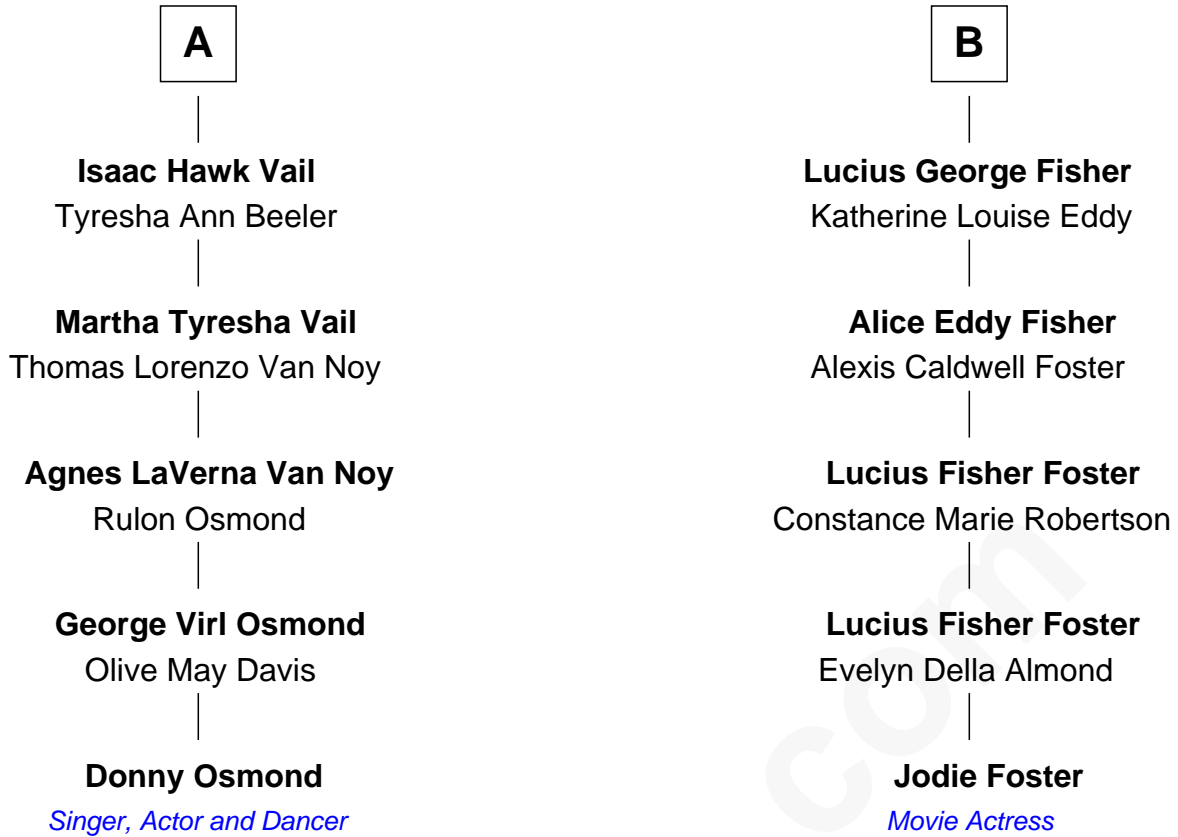 A
Isaac Hawk Vail
Tyresha Ann Beeler
Martha Tyresha Vail
Thomas Lorenzo Van Noy
Agnes LaVerna Van Noy
Rulon Osmond
George Virl Osmond
Olive May Davis
Donny Osmond
Singer, Actor and Dancer
B
Lucius George Fisher
Katherine Louise Eddy
Alice Eddy Fisher
Alexis Caldwell Foster
Lucius Fisher Foster
Constance Marie Robertson
Lucius Fisher Foster
Evelyn Della Almond
Jodie Foster
Movie Actress
com